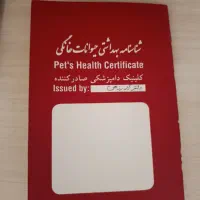 شناسنامه بهداشتی حیوانات خانگی
Pet's Health Certificate
کلینیک دامپزشکی صادر کننده
Issued by: